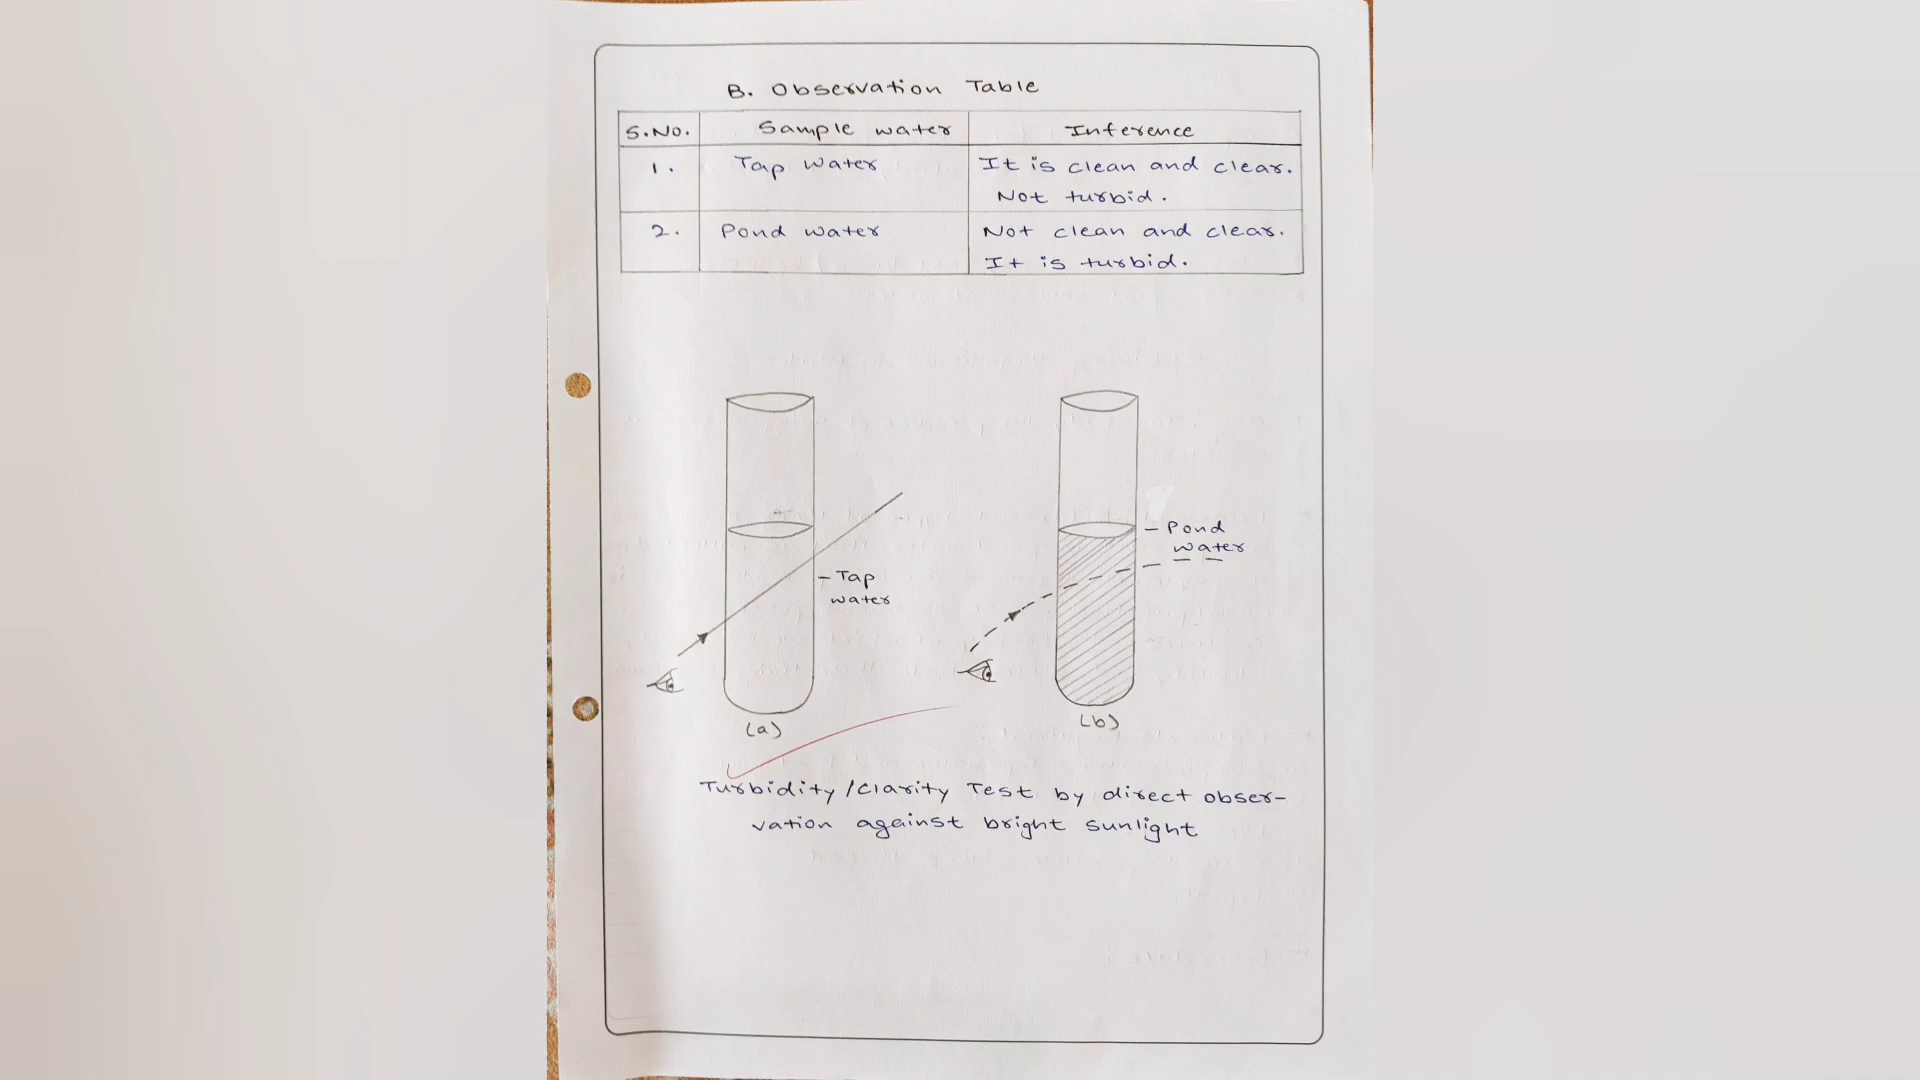 B. Observation Table
S.No. Sample water Inference
1. Tap water It is clean and clear.
Not turbid.
2. Pond water Not clean and clear.
It is turbid.
- Pond
water
- Tap
water
(a)
(b)
Turbidity/Clarity Test by direct obser-
vation against bright sunlight